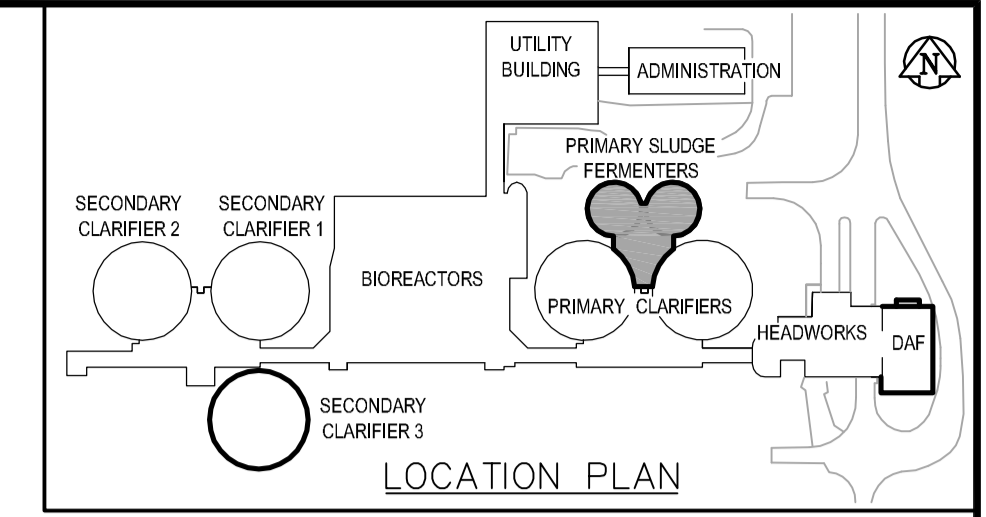 UTILITY
BUILDING
ADMINISTRATION
N
PRIMARY SLUDGE
FERMENTERS
SECONDARY
CLARIFIER 2
SECONDARY
CLARIFIER 1
BIOREACTORS
PRIMARY CLARIFIERS
HEADWORKS
DAF
SECONDARY
CLARIFIER 3
LOCATION PLAN